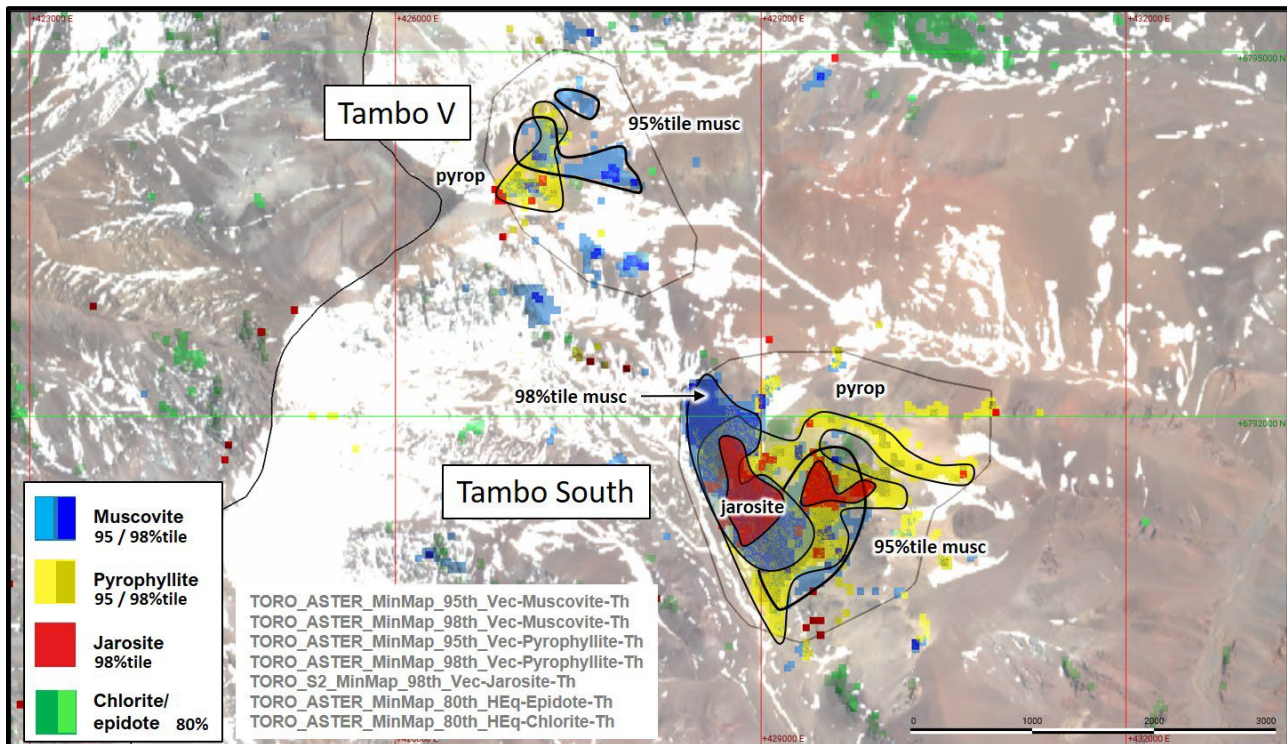 +423000 E
+426000 E
+429000 E
+432000 E
+6795000 N
Tambo V
95%tile musc
pyrop
98%tile musc
pyrop
+6792000 N
Tambo South
jarosite
95%tile musc
Muscovite
95 / 98%tile
Pyrophyllite
95 / 98%tile
Jarosite
98%tile
Chlorite/
epidote 80%
TORO_ASTER_MinMap_95th_Vec-Muscovite-Th
TORO_ASTER_MinMap_98th_Vec-Muscovite-Th
TORO_ASTER_MinMap_95th_Vec-Pyrophyllite-Th
TORO_ASTER_MinMap_98th_Vec-Pyrophyllite-Th
TORO_S2_MinMap_98th_Vec-Jarosite-Th
TORO_ASTER_MinMap_80th_HEq-Epidote-Th
TORO_ASTER_MinMap_80th_HEq-Chlorite-Th
0 1000 2000 3000
+426000 E
+429000 E
+432000 E